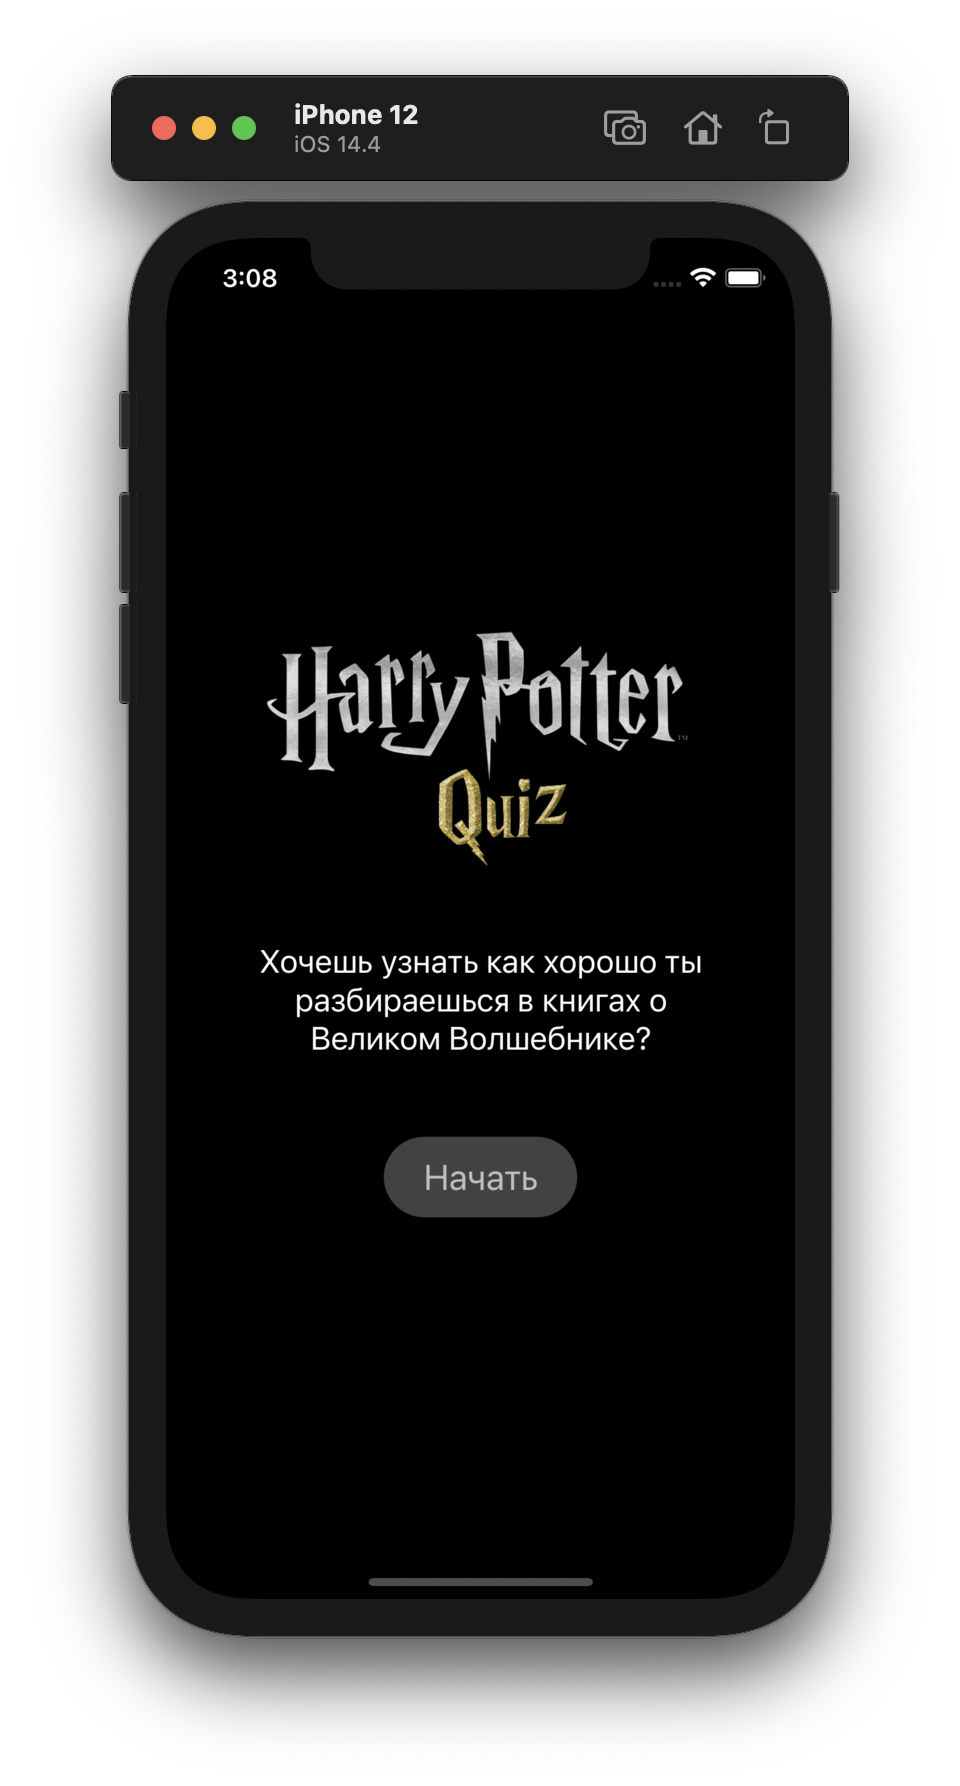 iPhone 12
iOS 14.4
3:08
Harry Potter
™
Quiz
Хочешь узнать как хорошо ты
разбираешься в книгах о
Великом Волшебнике?
Начать